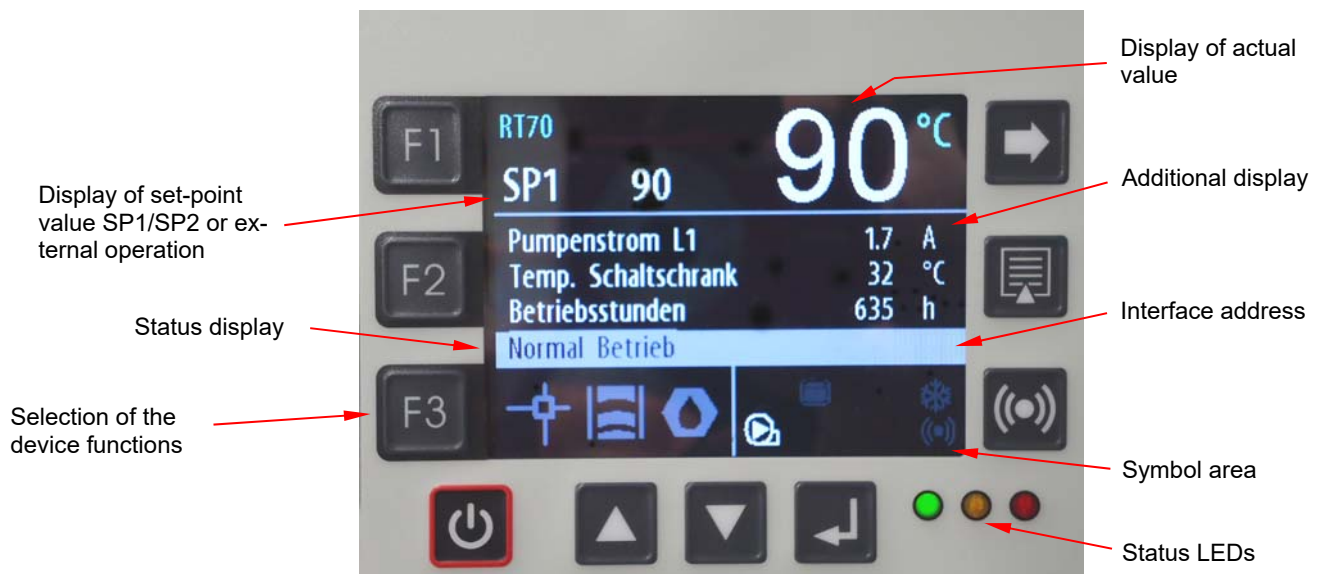 Display of actual
value
F1
RT70
90 °C
SP1 90
Additional display
Display of set-point
value SP1/SP2 or ex-
ternal operation
Pumpenstrom L1 1.7 A
F2
Temp. Schaltschrank 32 °C
Betriebsstunden 635 h
Interface address
Status display
Normal Betrieb
F3
Selection of the
device functions
Symbol area
Status LEDs